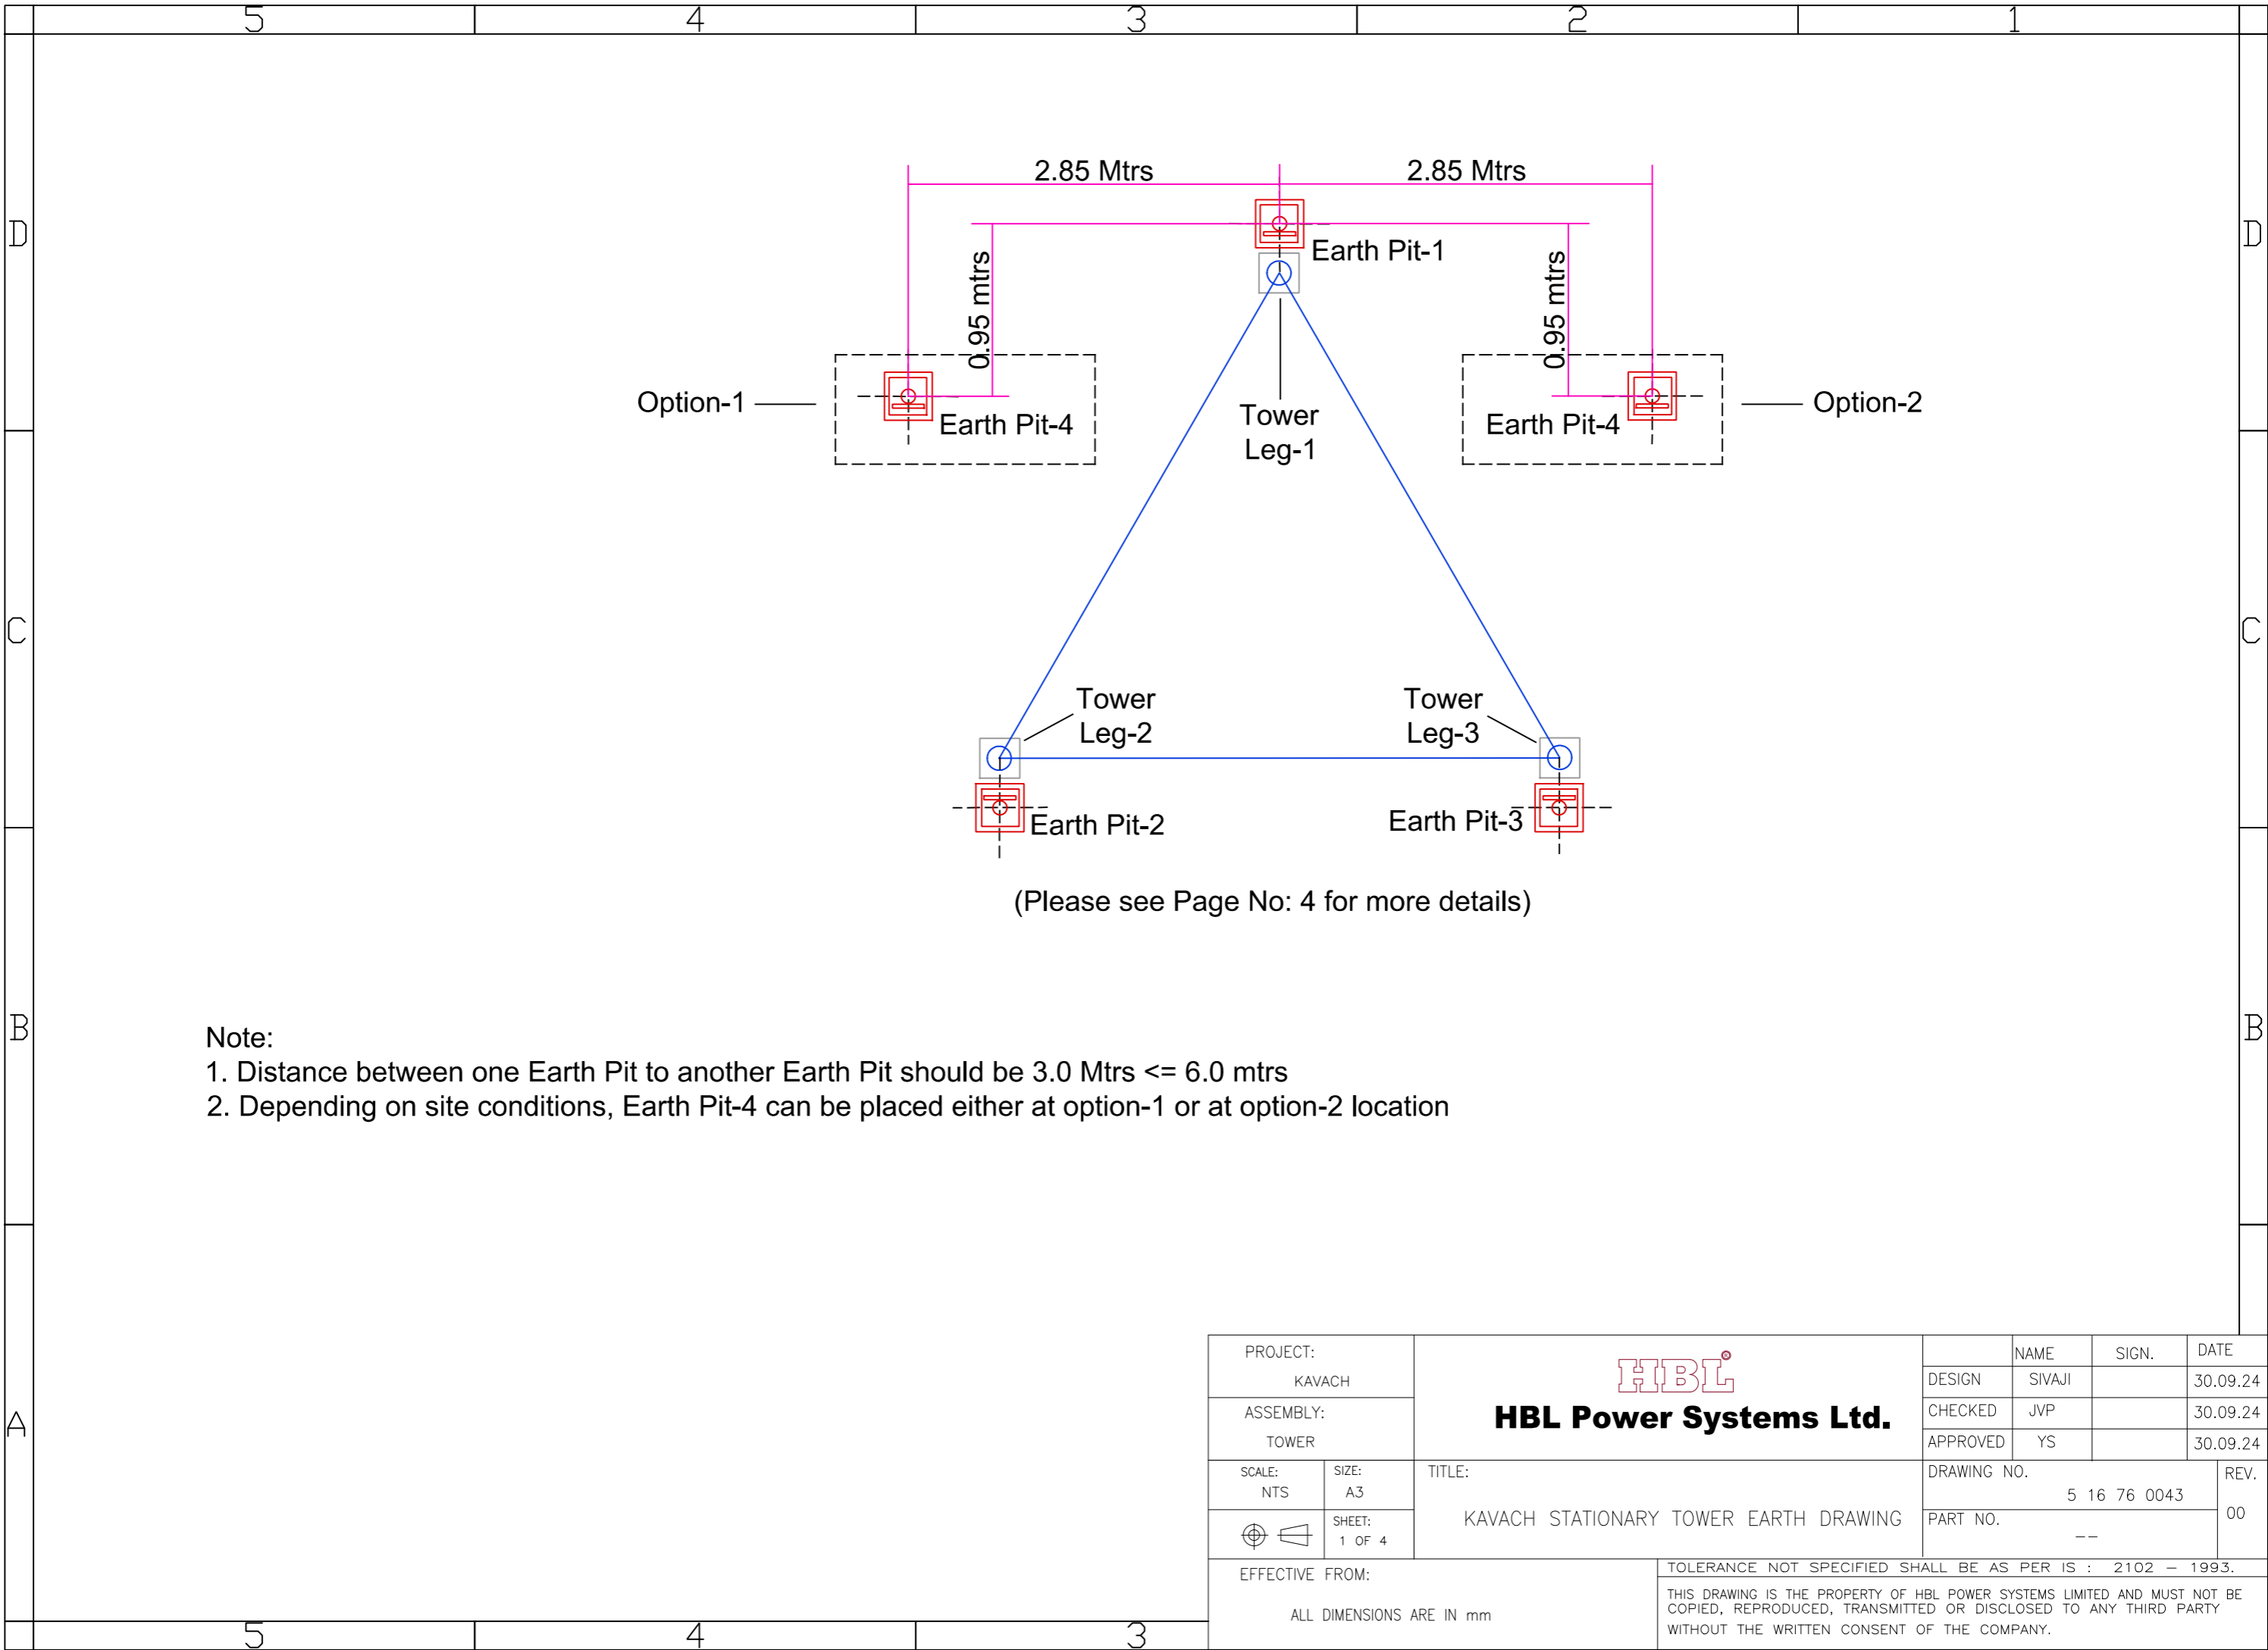 5 4 3 2 1
2.85 Mtrs 2.85 Mtrs
D D
Earth Pit-1
0.95 mtrs 0.95 mtrs
Option-1 Option-2
Earth Pit-4 Earth Pit-4
Tower
Leg-1
C C
Tower Tower
Leg-2 Leg-3
Earth Pit-2 Earth Pit-3
(Please see Page No: 4 for more details)
B B
Note:
1. Distance between one Earth Pit to another Earth Pit should be 3.0 Mtrs <= 6.0 mtrs
2. Depending on site conditions, Earth Pit-4 can be placed either at option-1 or at option-2 location
A
PROJECT:
KAVACH
ASSEMBLY:
TOWER
SCALE:
NTS
SIZE:
A3
SHEET:
1 OF 4
HBL®
HBL Power Systems Ltd.
TITLE:
KAVACH STATIONARY TOWER EARTH DRAWING
NAME SIGN. DATE
DESIGN SIVAJI 30.09.24
CHECKED JVP 30.09.24
APPROVED YS 30.09.24
DRAWING NO.
5 16 76 0043
REV.
00
PART NO.
--
EFFECTIVE FROM:
ALL DIMENSIONS ARE IN mm
TOLERANCE NOT SPECIFIED SHALL BE AS PER IS : 2102 - 1993.
THIS DRAWING IS THE PROPERTY OF HBL POWER SYSTEMS LIMITED AND MUST NOT BE
COPIED, REPRODUCED, TRANSMITTED OR DISCLOSED TO ANY THIRD PARTY
WITHOUT THE WRITTEN CONSENT OF THE COMPANY.
5 4 3